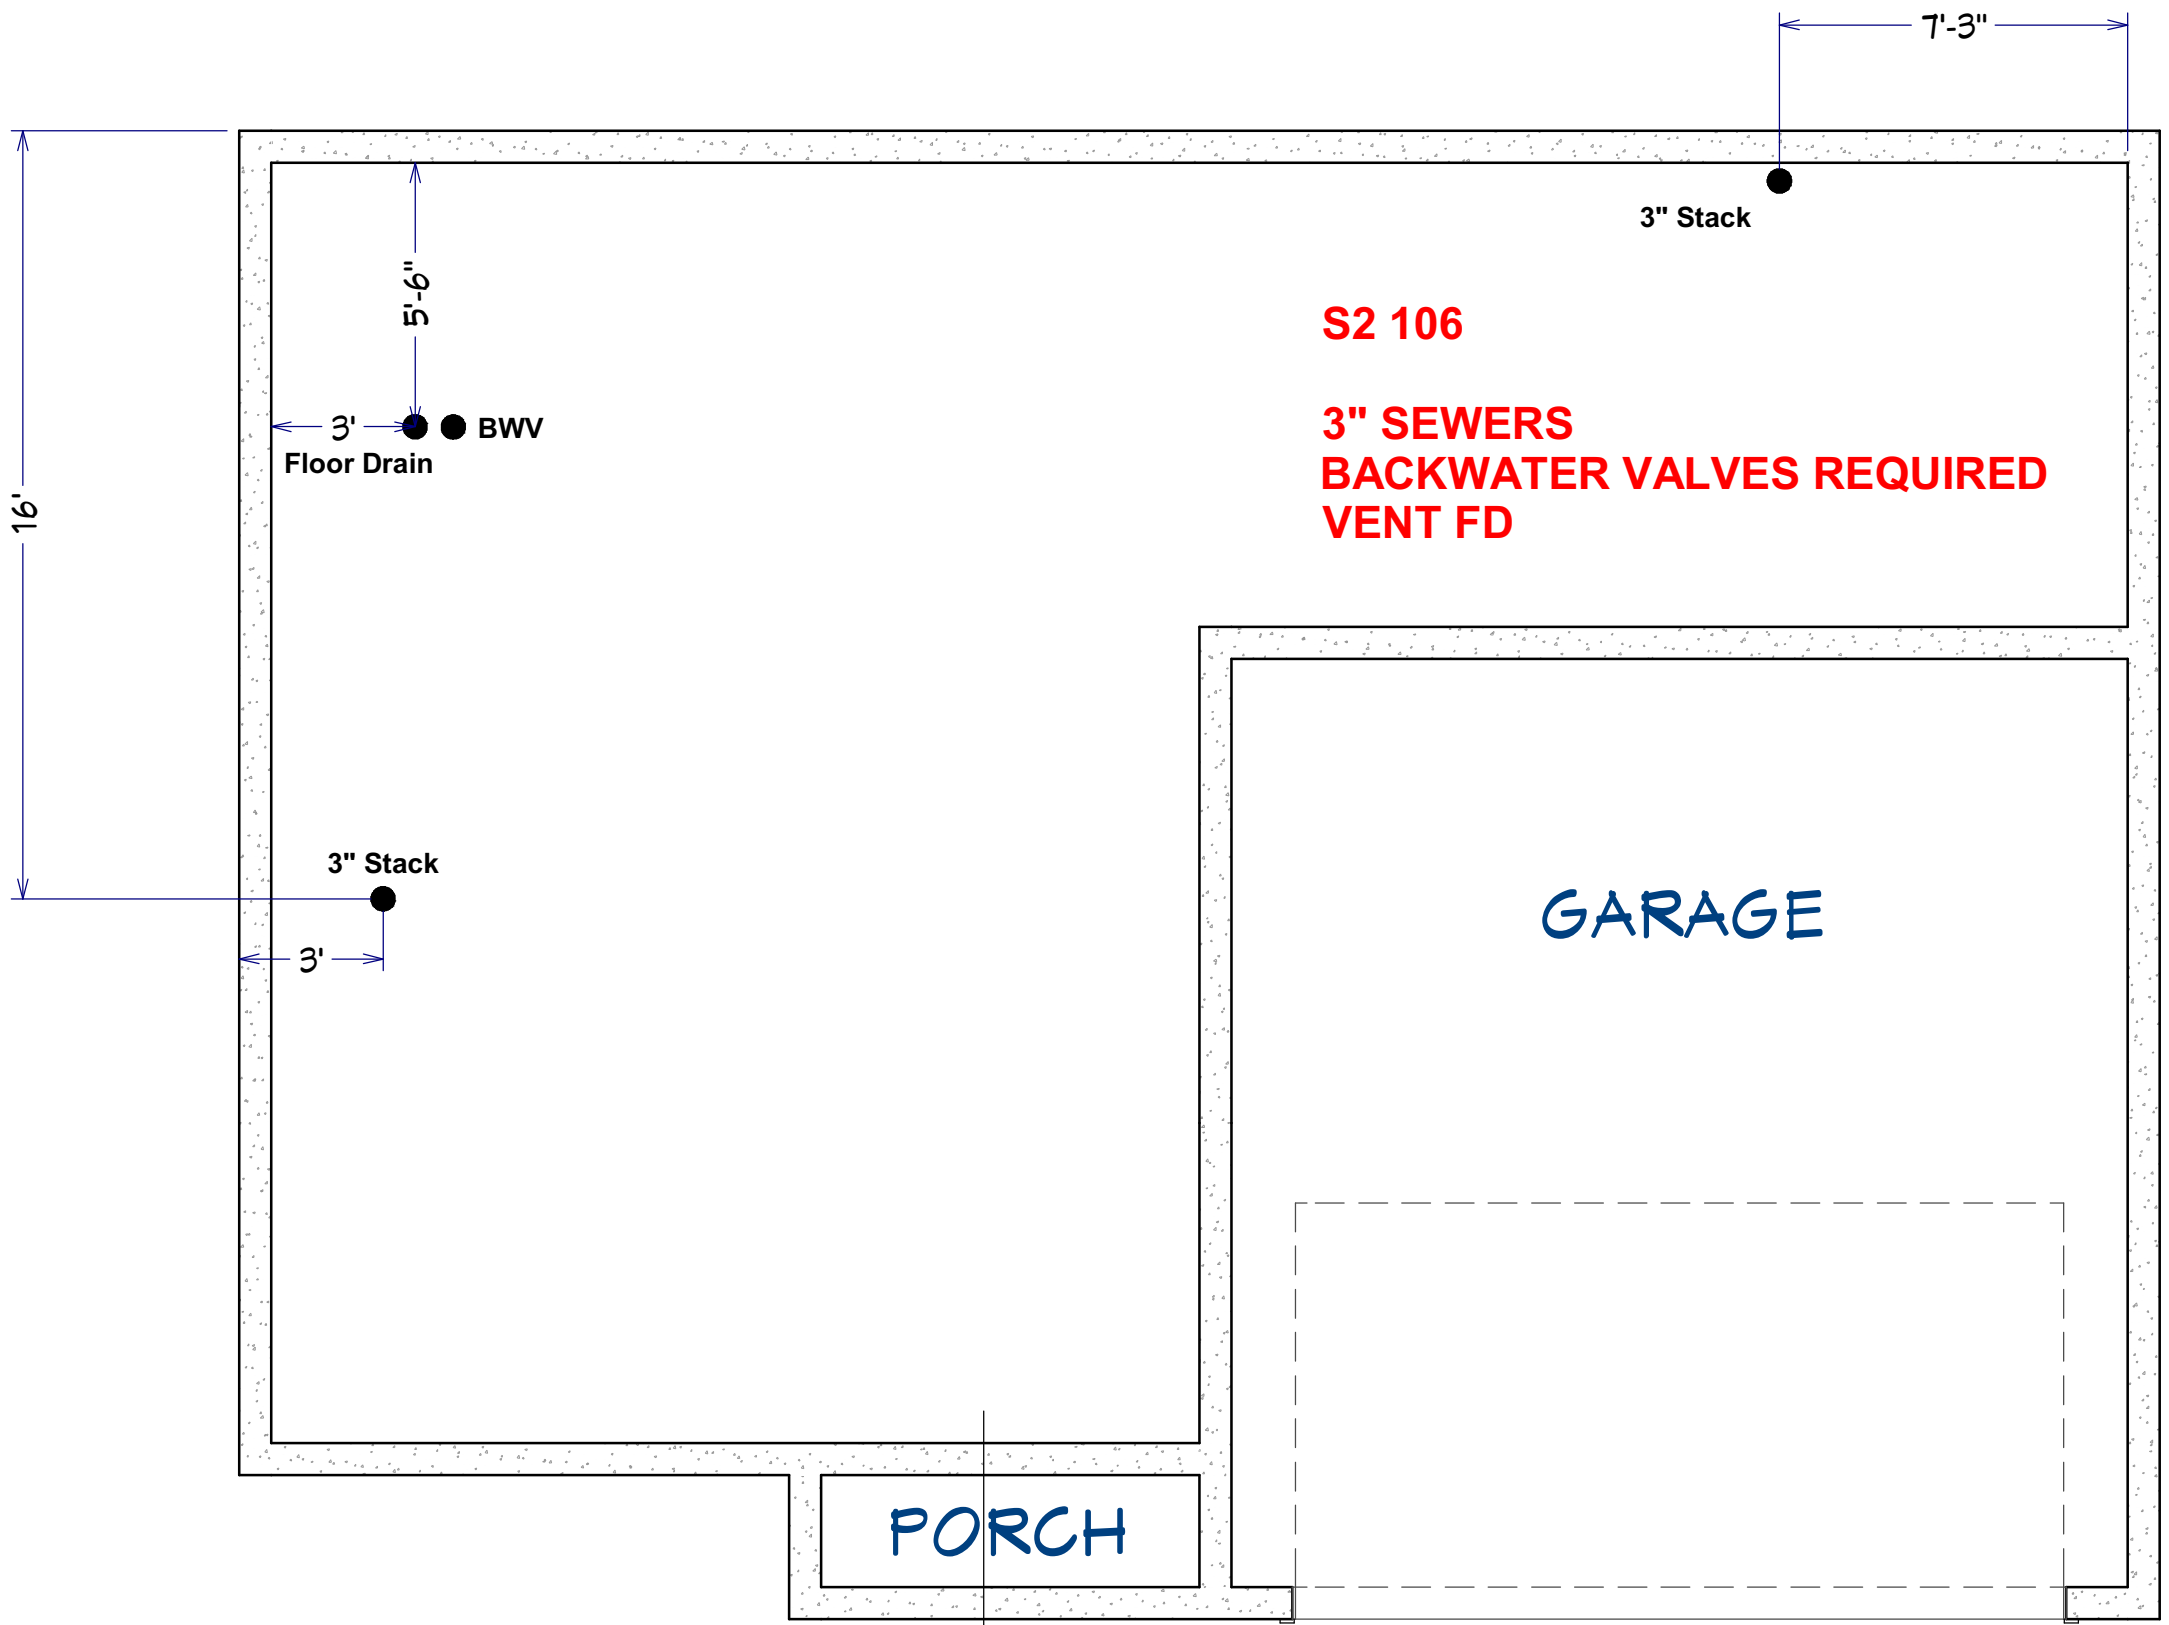 7'-3"
3" Stack
5'-6"
S2 106
3" SEWERS
BACKWATER VALVES REQUIRED
VENT FD
3'
BWV
Floor Drain
16'
3" Stack
3'
GARAGE
PORCH